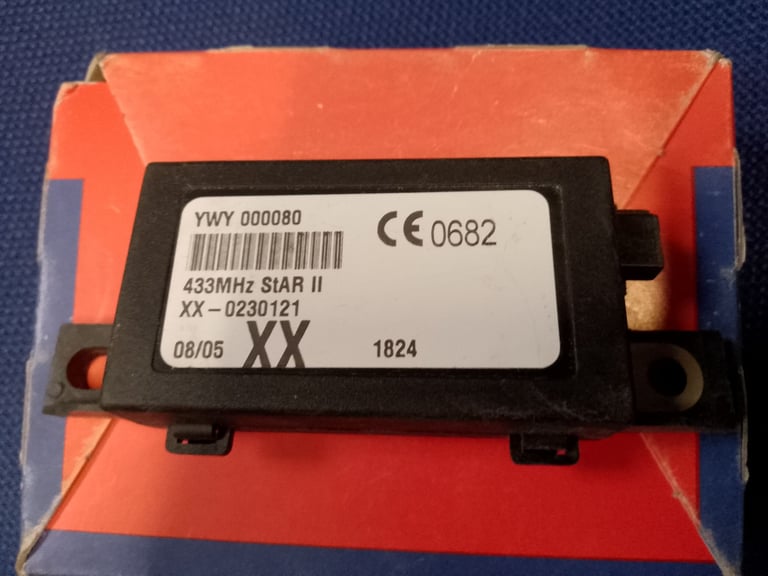 YWY 000080
CE 0682
433MHz StAR II
XX-0230121
08/05 XX 1824